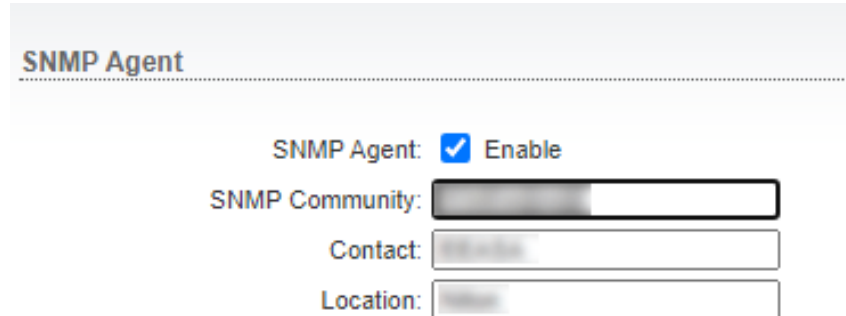 SNMP Agent
SNMP Agent: Enable
SNMP Community:
Contact:
Location: